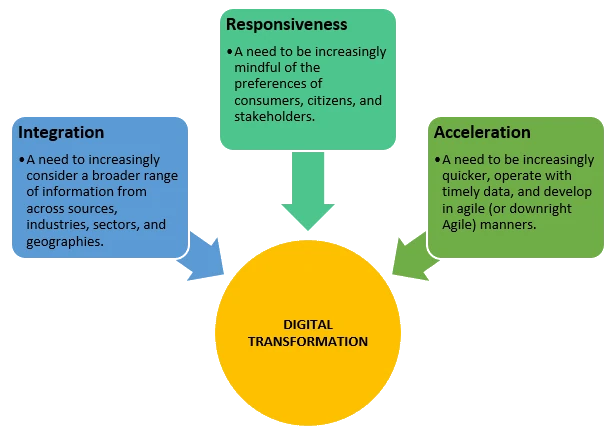 Responsiveness
•A need to be increasingly
mindful of the
preferences of
consumers, citizens, and
stakeholders.
Integration
•A need to increasingly
consider a broader range
of information from
across sources,
industries, sectors, and
geographies.
Acceleration
•A need to be increasingly
quicker, operate with
timely data, and develop
in agile (or downright
Agile) manners.
DIGITAL
TRANSFORMATION